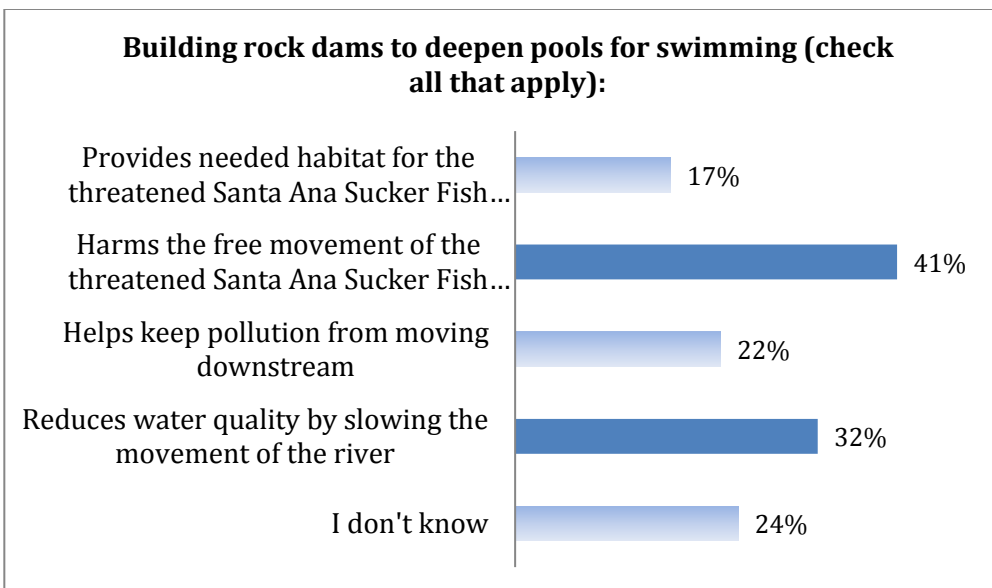 Building rock dams to deepen pools for swimming (check
all that apply):
Provides needed habitat for the
threatened Santa Ana Sucker Fish...
17%
Harms the free movement of the
threatened Santa Ana Sucker Fish...
41%
Helps keep pollution from moving
downstream
22%
Reduces water quality by slowing the
movement of the river
32%
I don't know
24%